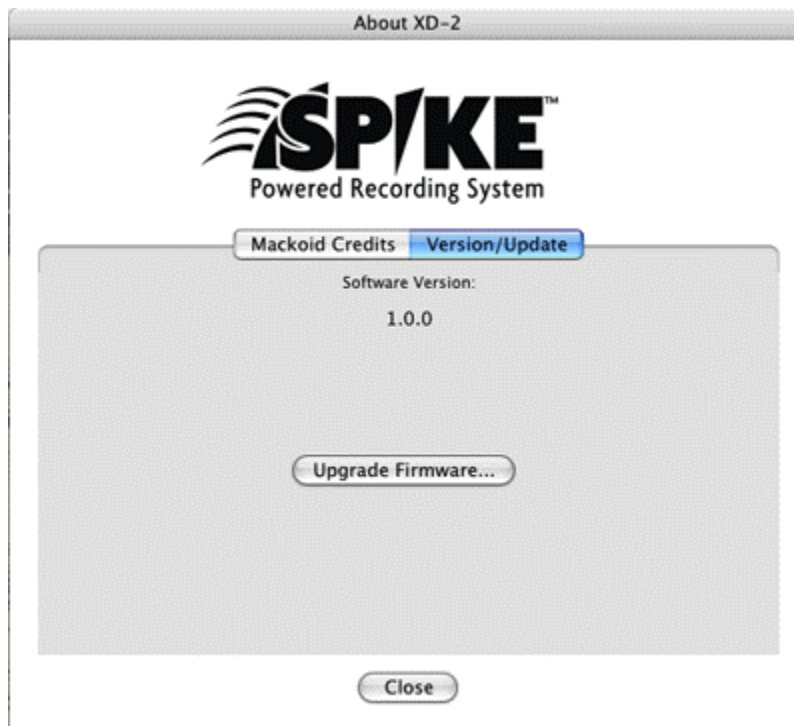 About XD-2
SPIKE™
Powered Recording System
Mackoid Credits Version/Update
Software Version:
1.0.0
Upgrade Firmware...
Close